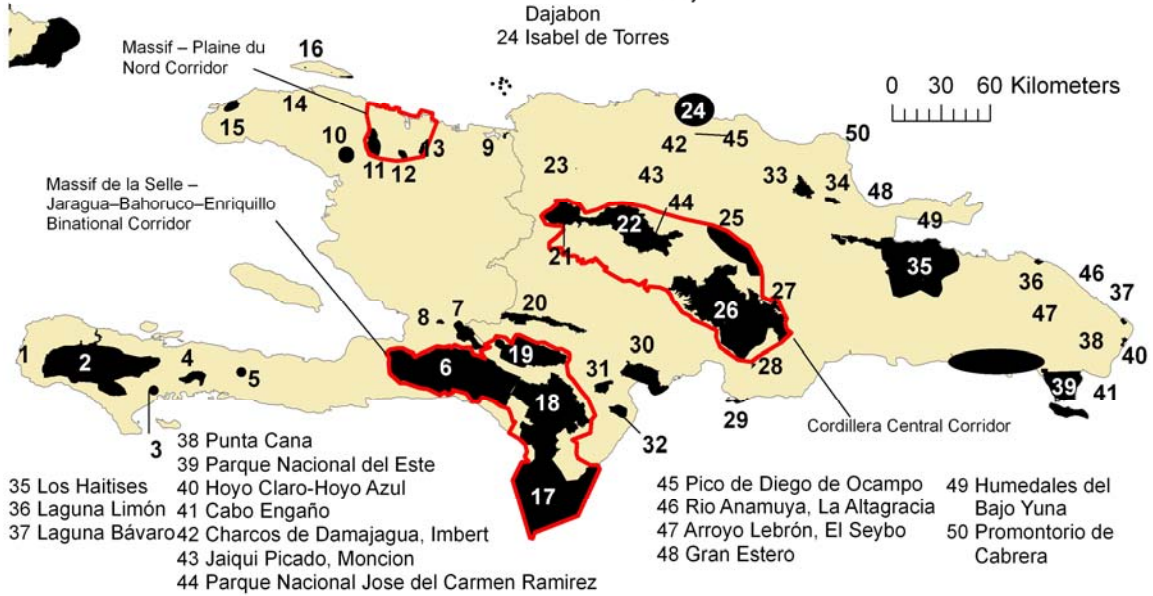 Dajabon
24 Isabel de Torres
Massif – Plaine du
Nord Corridor
16
0 30 60 Kilometers
14
15
10
11
12
13
9
24
42
45
50
23
43
44
33
34
48
49
Massif de la Selle –
Jaragua–Bahoruco–Enriquillo
Binational Corridor
22
25
21
35
36
46
37
47
26
27
38
40
41
39
28
29
20
7
8
19
6
18
31
30
32
17
1
2
3
4
5
Cordillera Central Corridor
35 Los Haitises
36 Laguna Limón
37 Laguna Bávaro
38 Punta Cana
39 Parque Nacional del Este
40 Hoyo Claro-Hoyo Azul
41 Cabo Engaño
42 Charcos de Damajagua, Imbert
43 Jaiqui Picado, Moncion
44 Parque Nacional Jose del Carmen Ramirez
45 Pico de Diego de Ocampo
46 Rio Anamuya, La Altagracia
47 Arroyo Lebrón, El Seybo
48 Gran Estero
49 Humedales del
Bajo Yuna
50 Promontorio de
Cabrera